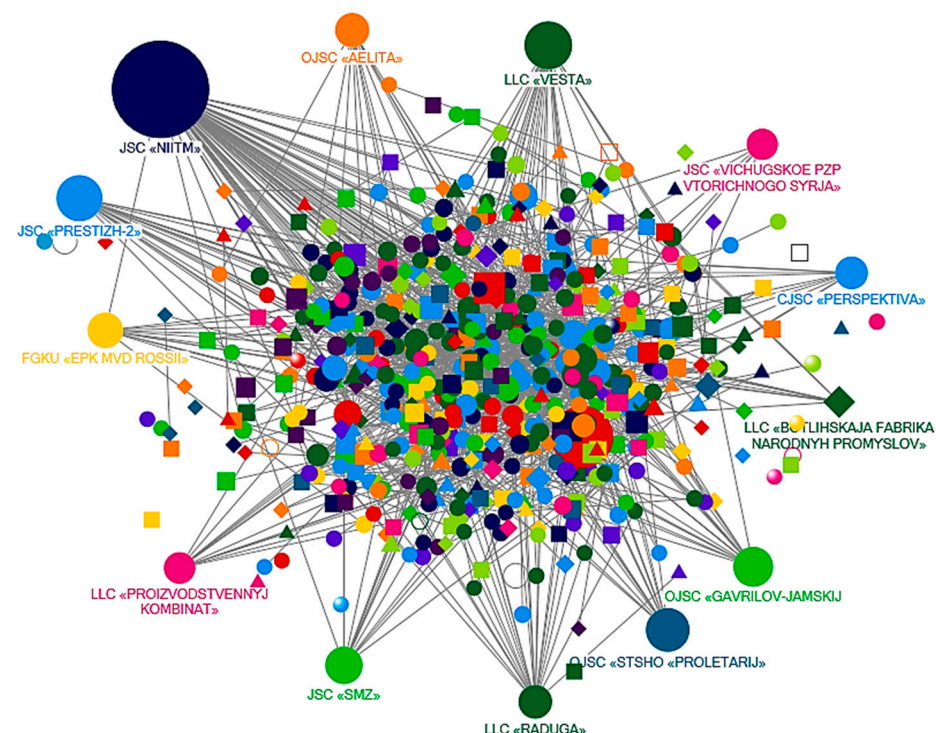 OJSC «AELITA»
LLC «VESTA»
JSC «NIITM»
JSC «VICHUGSKOE PZP
VTORICHNOGO SYRJA»
JSC «PRESTIZH-2»
CJSC «PERSPEKTIVA»
FGKU «EPK MVD ROSSII»
LLC «BOTLIHSKAJA FABRIKA
NARODNYH PROMYSLOV»
LLC «PROIZVODSTVENNYJ
KOMBINAT»
OJSC «GAVRILOV-JAMSKIJ
OJSC «STSHO «PROLETARIJ»
JSC «SMZ»
LLC «RADUGA»